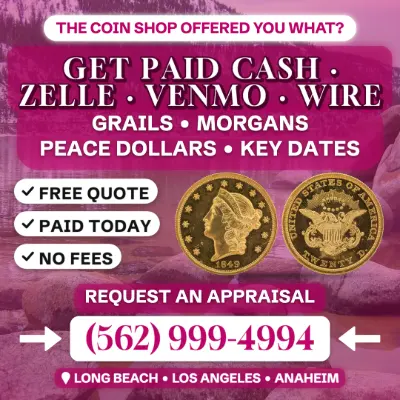 THE COIN SHOP OFFERED YOU WHAT?
GET PAID CASH •
ZELLE • VENMO • WIRE
GRAILS • MORGANS
PEACE DOLLARS • KEY DATES
✓ FREE QUOTE
✓ PAID TODAY
✓ NO FEES
1849
UNITED STATES OF AMERICA
TWENTY D.
REQUEST AN APPRAISAL
(562) 999-4994
LONG BEACH • LOS ANGELES • ANAHEIM